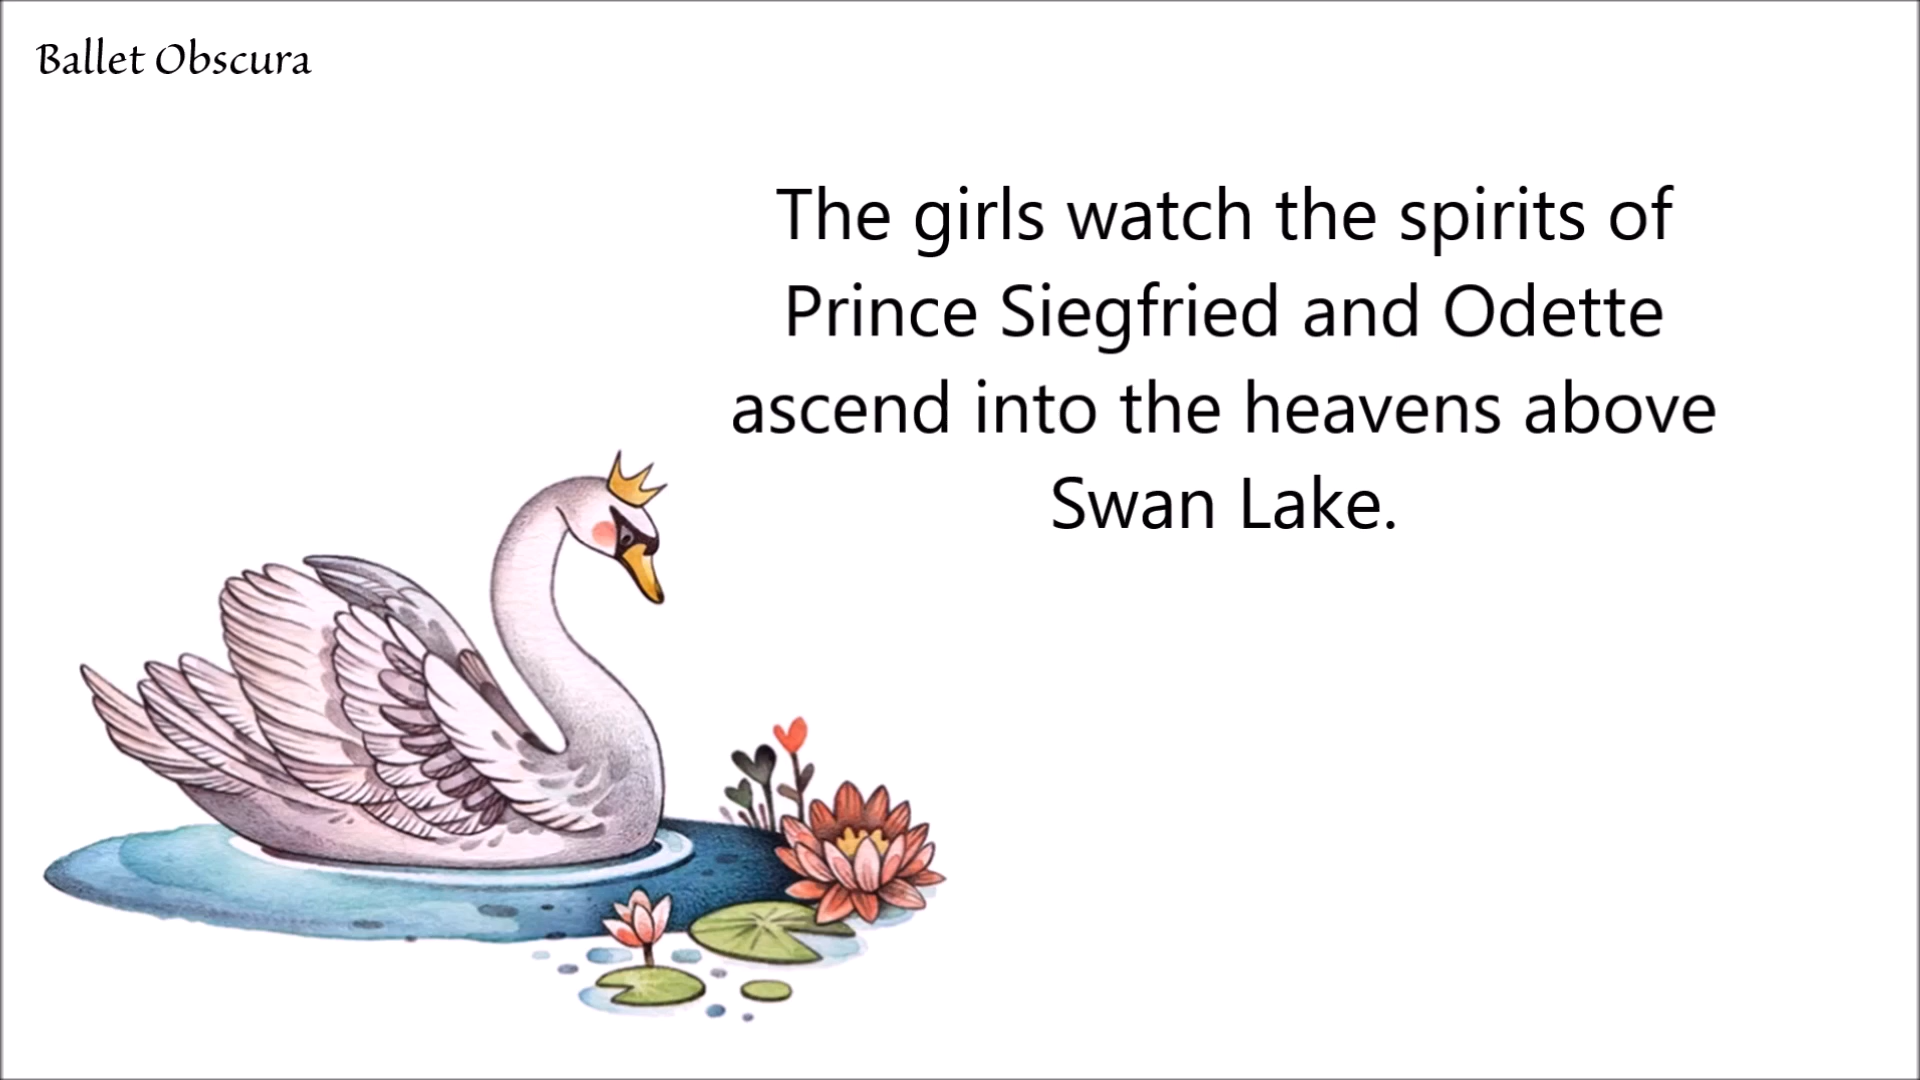 Ballet Obscura
The girls watch the spirits of
Prince Siegfried and Odette
ascend into the heavens above
Swan Lake.